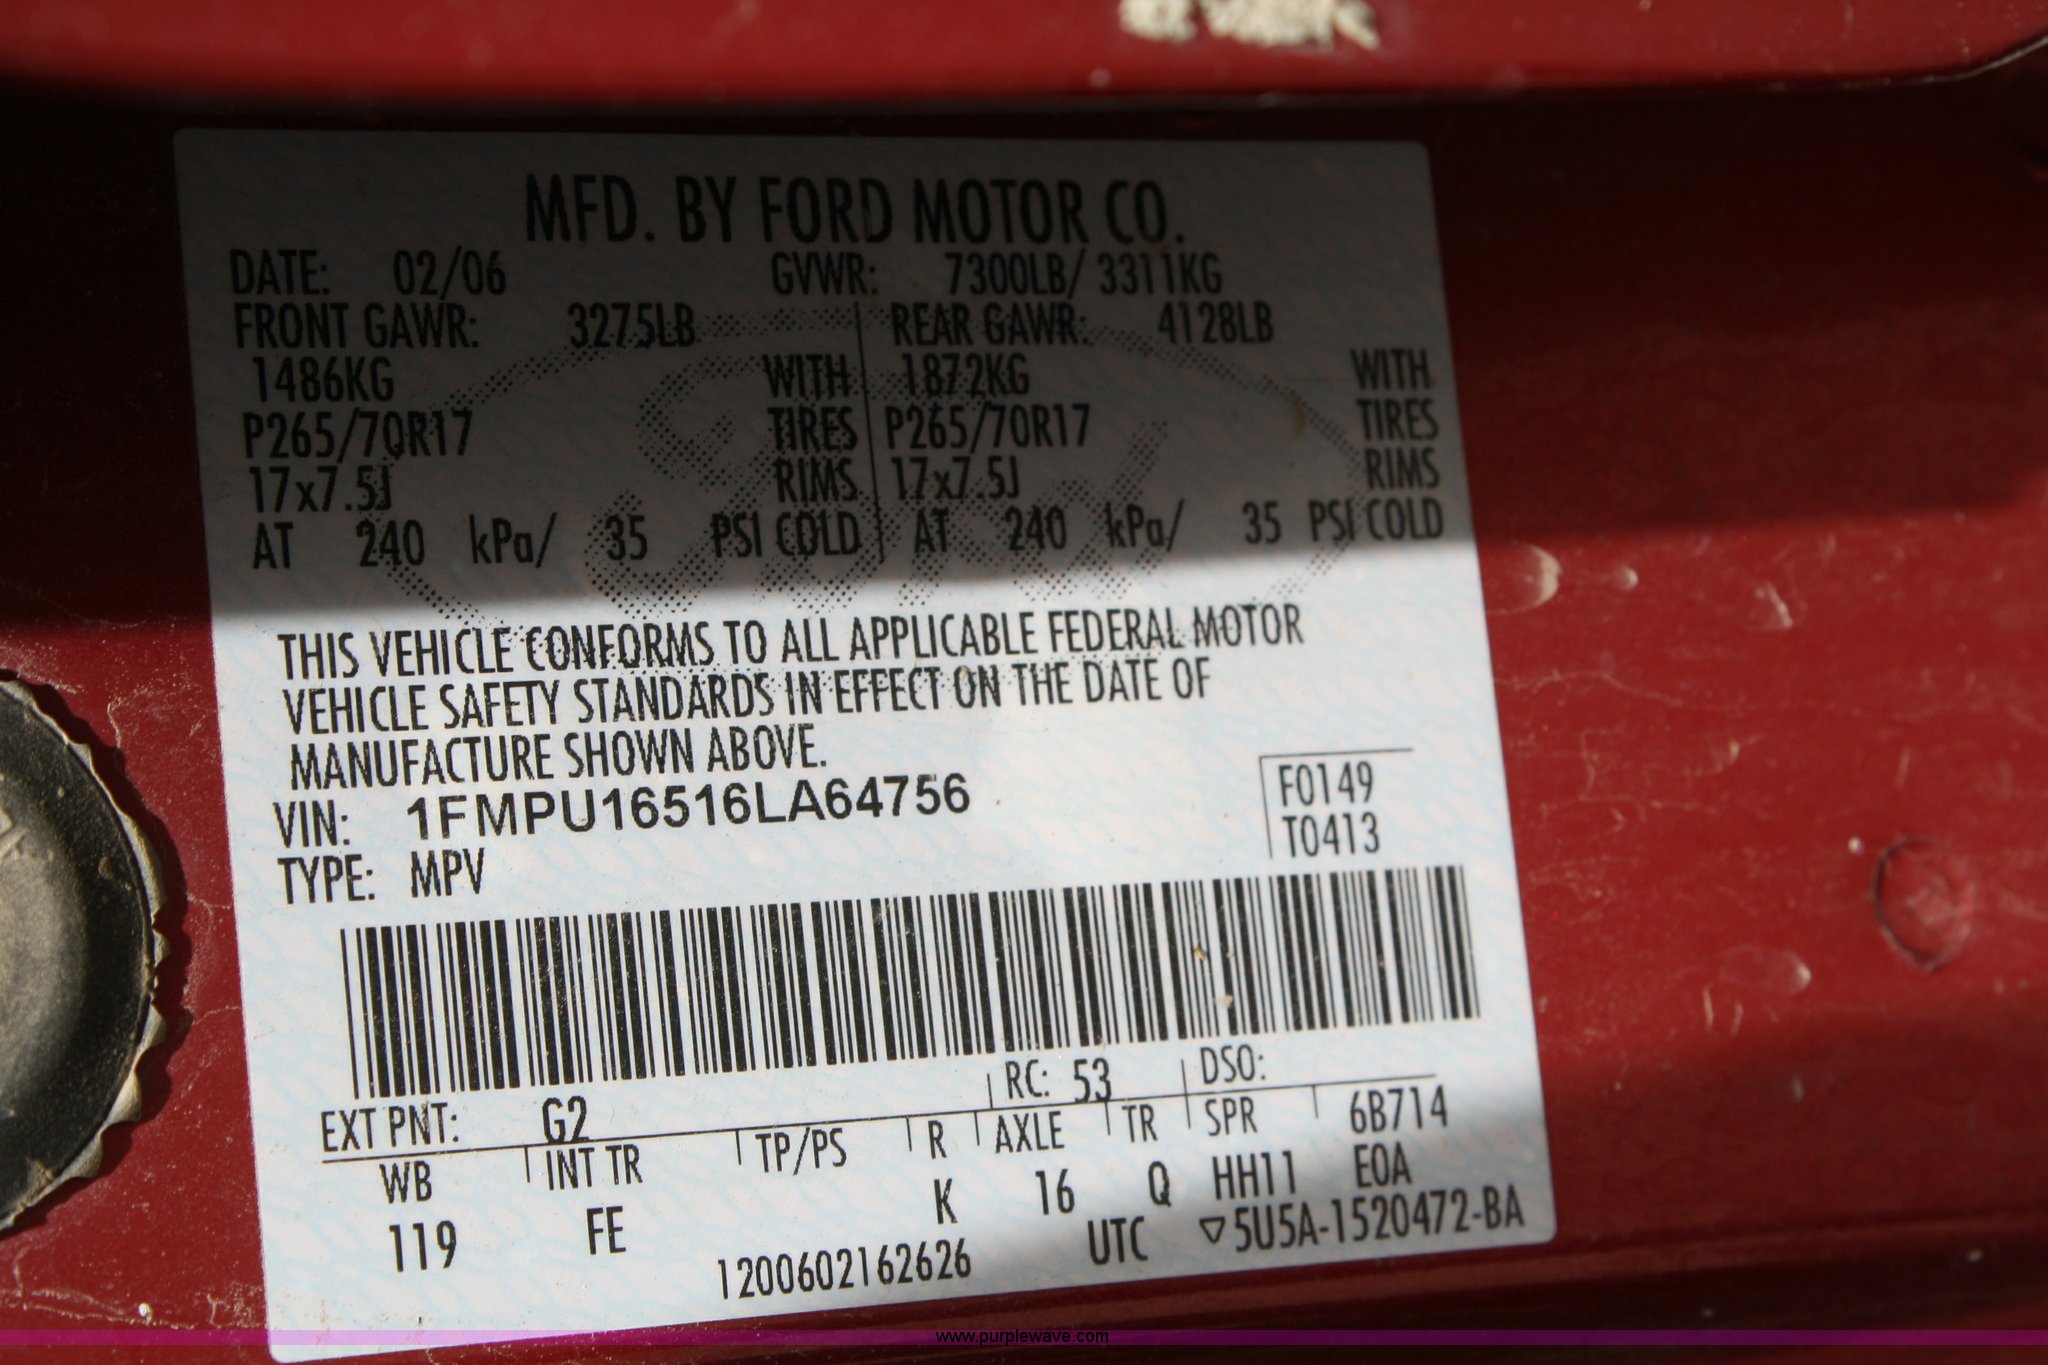 MFD. BY FORD MOTOR CO.
DATE: 02/06 GVWR: 7300LB/ 3311KG
FRONT GAWR: 3275LB REAR GAWR: 4128LB
1486KG WITH 1872KG WITH
P265/70R17 TIRES P265/70R17 TIRES
17x7.5J RIMS 17x7.5J RIMS
AT 240 kPa/ 35 PSI COLD AT 240 kPa/ 35 PSI COLD
Ford
THIS VEHICLE CONFORMS TO ALL APPLICABLE FEDERAL MOTOR
VEHICLE SAFETY STANDARDS IN EFFECT ON THE DATE OF
MANUFACTURE SHOWN ABOVE.
VIN: 1FMPU16516LA64756 F0149
TYPE: MPV T0413
RC: 53 DSO:
EXT PNT: G2
WB INT TR TP/PS R AXLE TR SPR 6B714
119 FE K 16 Q HH11 E0A
1200602162626 UTC ▽5U5A-1520472-BA
www.purplewave.com